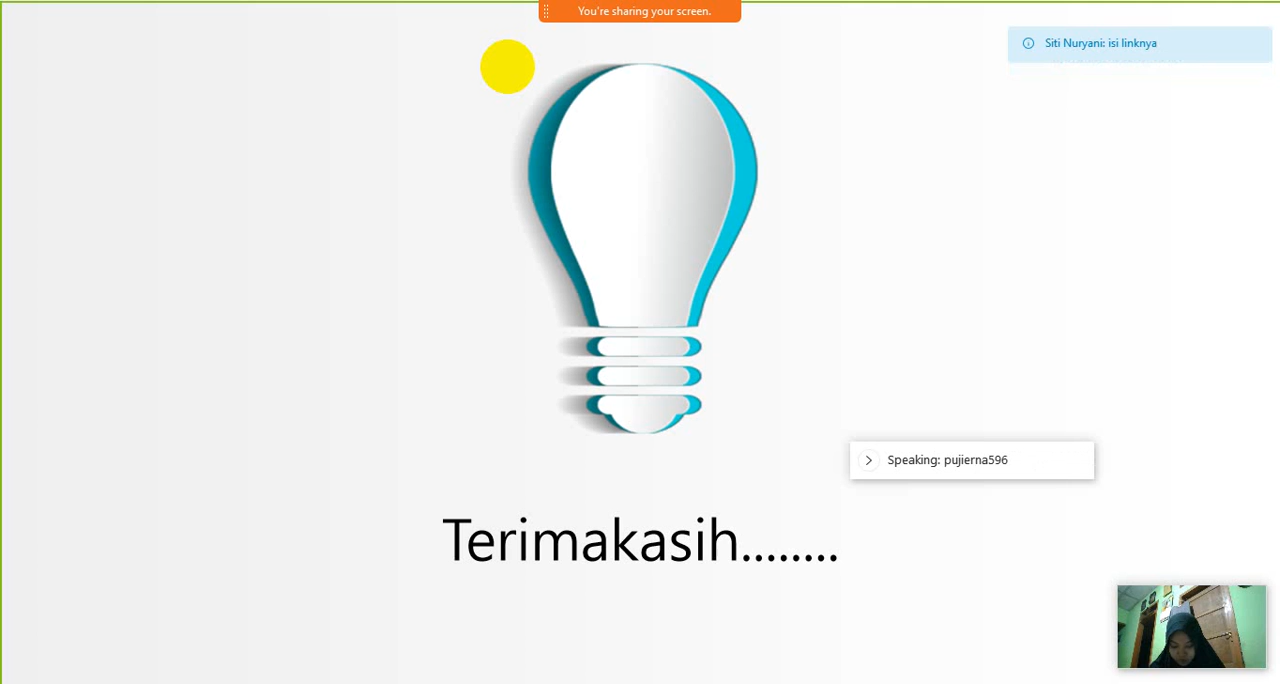 You're sharing your screen.
Siti Nuryani: isi linknya
Speaking: pujierna596
Terimakasih........